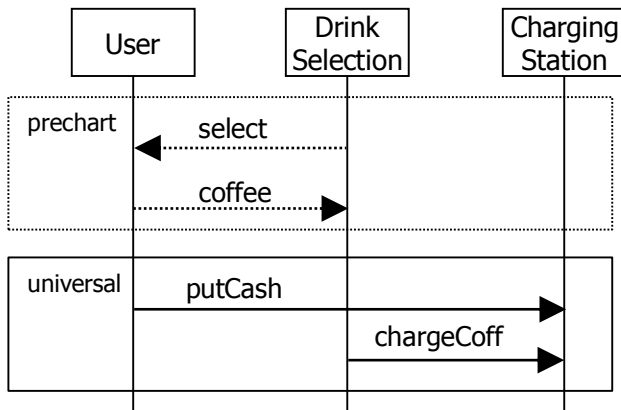 User
Drink
Selection
Charging
Station
prechart
select
coffee
universal
putCash
chargeCoff